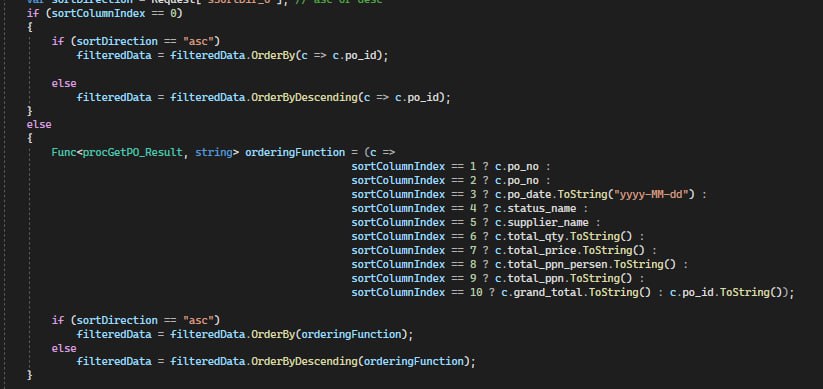 var sortDirection = Request["sSortDir_0"]; // asc or desc
if (sortColumnIndex == 0)
{
if (sortDirection == "asc")
filteredData = filteredData.OrderBy(c => c.po_id);
else
filteredData = filteredData.OrderByDescending(c => c.po_id);
}
else
{
Func<procGetPO_Result, string> orderingFunction = (c =>
sortColumnIndex == 1 ? c.po_no :
sortColumnIndex == 2 ? c.po_no :
sortColumnIndex == 3 ? c.po_date.ToString("yyyy-MM-dd") :
sortColumnIndex == 4 ? c.status_name :
sortColumnIndex == 5 ? c.supplier_name :
sortColumnIndex == 6 ? c.total_qty.ToString() :
sortColumnIndex == 7 ? c.total_price.ToString() :
sortColumnIndex == 8 ? c.total_ppn_persen.ToString() :
sortColumnIndex == 9 ? c.total_ppn.ToString() :
sortColumnIndex == 10 ? c.grand_total.ToString() : c.po_id.ToString());
if (sortDirection == "asc")
filteredData = filteredData.OrderBy(orderingFunction);
else
filteredData = filteredData.OrderByDescending(orderingFunction);
}